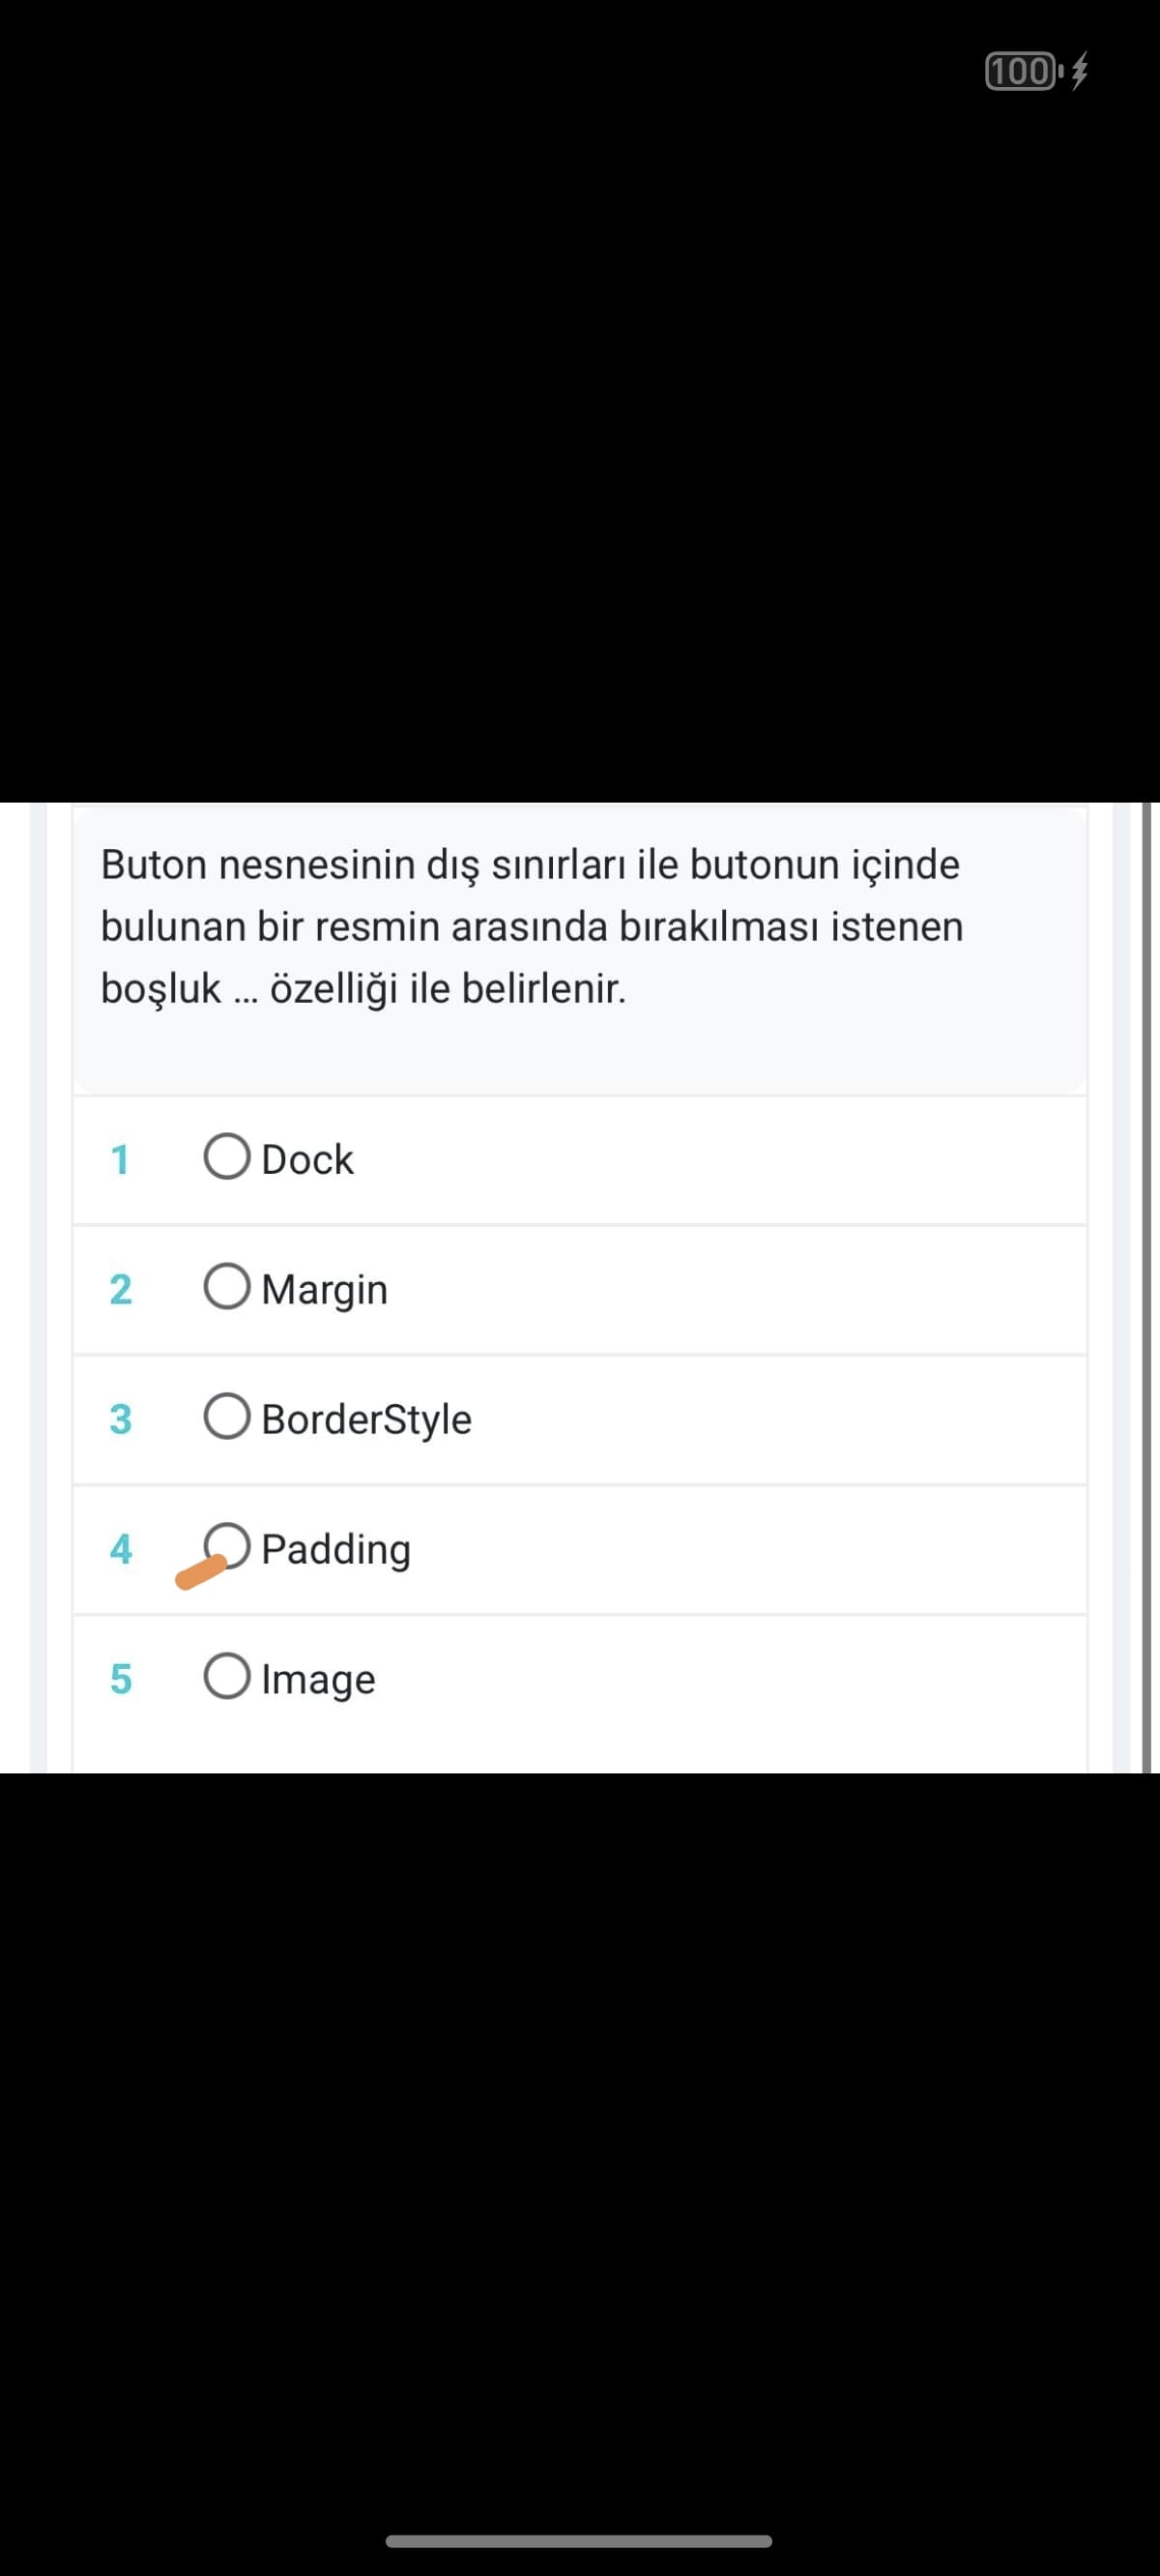 100
Buton nesnesinin dış sınırları ile butonun içinde
bulunan bir resmin arasında bırakılması istenen
boşluk ... özelliği ile belirlenir.
1 Dock
2 Margin
3 BorderStyle
4 Padding
5 Image